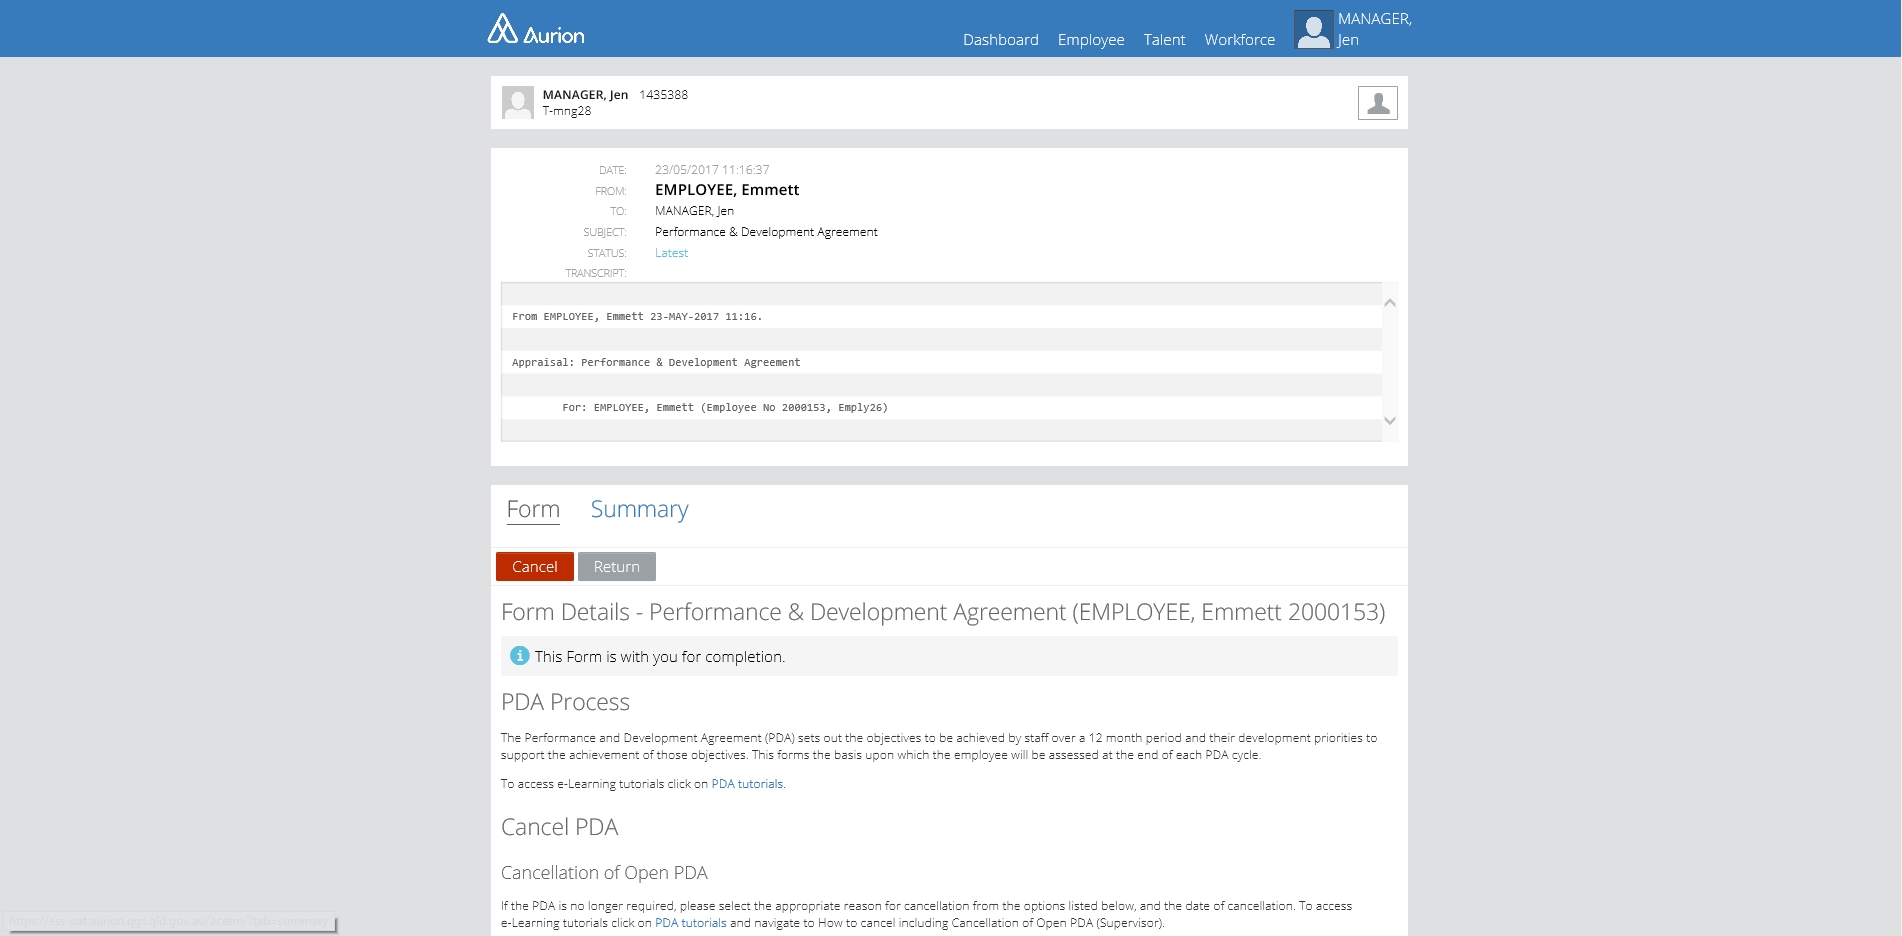 Aurion
Dashboard Employee Talent Workforce MANAGER, Jen
MANAGER, Jen 1435388
T-mng28
DATE: 23/05/2017 11:16:37
FROM: EMPLOYEE, Emmett
TO: MANAGER, Jen
SUBJECT: Performance & Development Agreement
STATUS: Latest
TRANSCRIPT:
From EMPLOYEE, Emmett 23-MAY-2017 11:16.
Appraisal: Performance & Development Agreement
For: EMPLOYEE, Emmett (Employee No 2000153, Emply26)
Form Summary
Cancel Return
Form Details - Performance & Development Agreement (EMPLOYEE, Emmett 2000153)
This Form is with you for completion.
PDA Process
The Performance and Development Agreement (PDA) sets out the objectives to be achieved by staff over a 12 month period and their development priorities to
support the achievement of those objectives. This forms the basis upon which the employee will be assessed at the end of each PDA cycle.
To access e-Learning tutorials click on PDA tutorials.
Cancel PDA
Cancellation of Open PDA
If the PDA is no longer required, please select the appropriate reason for cancellation from the options listed below, and the date of cancellation. To access
e-Learning tutorials click on PDA tutorials and navigate to How to cancel including Cancellation of Open PDA (Supervisor).